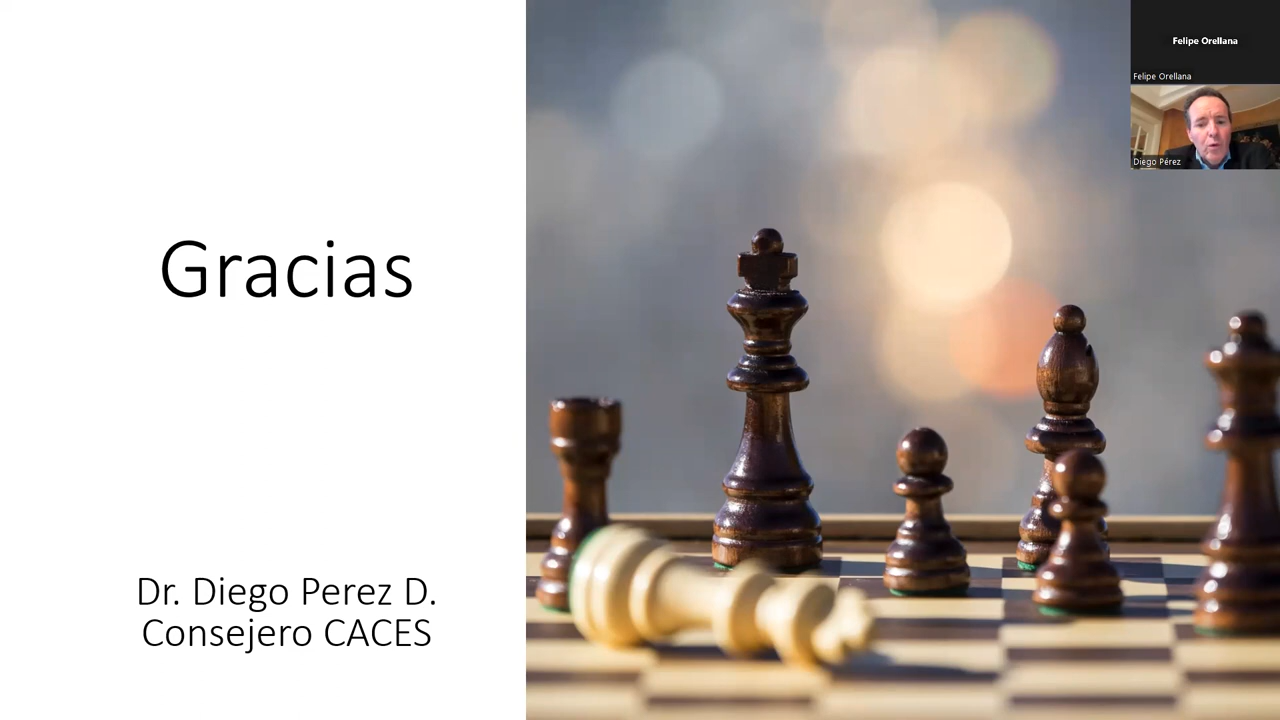 Gracias
Dr. Diego Perez D.
Consejero CACES
Felipe Orellana
Felipe Orellana
Diego Pérez